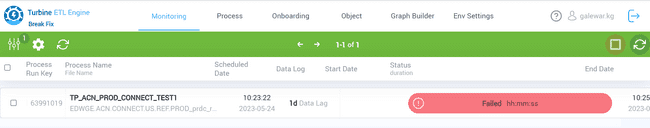 Turbine ETL Engine
Break Fix
Monitoring Process Onboarding Object Graph Builder Env Settings
galewar.kg
1
1-1 of 1
Process Run Key
Process Name
File Name
Scheduled Date
Data Log
Start Date
Status
duration
End Date
63991019
TP_ACN_PROD_CONNECT_TEST1
EDWGE.ACN CONNECT.US.REF.PROD_prdc_r...
10:23:22
2023-05-24
1d Data Lag
Failed hh:mm:ss
10:25
2023-0